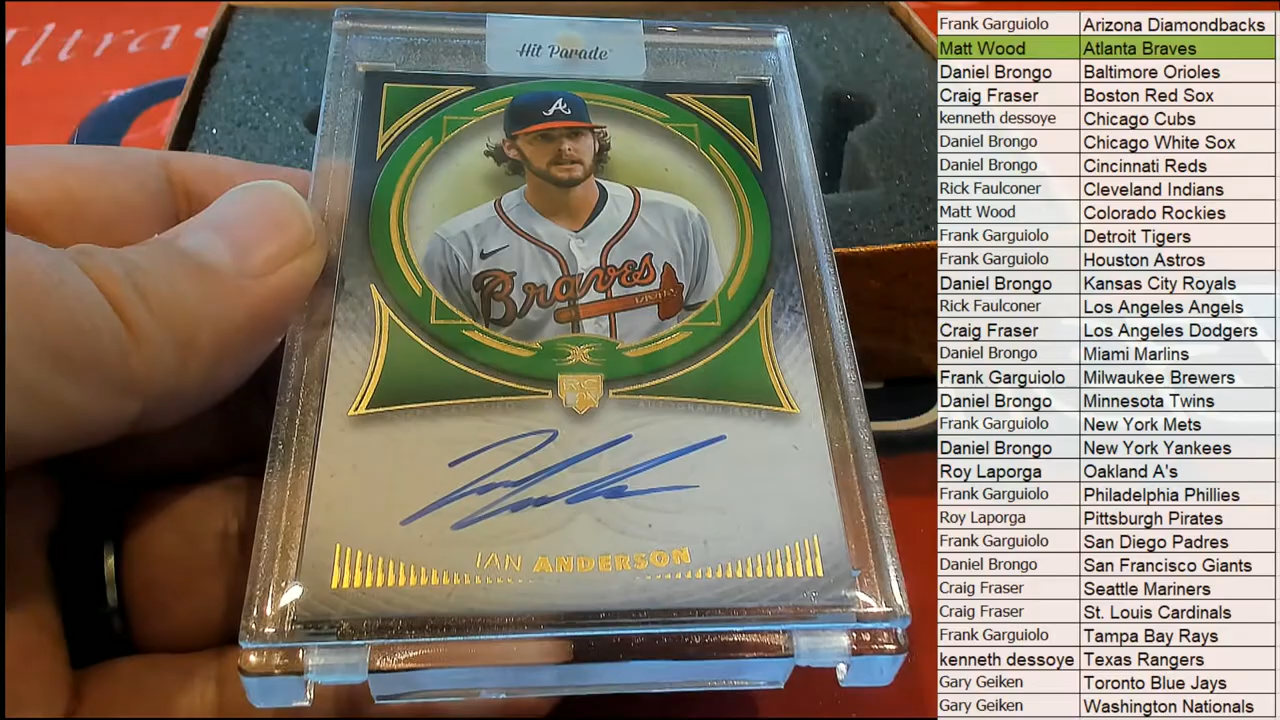 Ultras
Hit Parade
A
Braves
RC
AUTOGRAPH ISSUE
IAN ANDERSON
Frank Garguiolo Arizona Diamondbacks
Matt Wood Atlanta Braves
Daniel Brongo Baltimore Orioles
Craig Fraser Boston Red Sox
kenneth dessoye Chicago Cubs
Daniel Brongo Chicago White Sox
Daniel Brongo Cincinnati Reds
Rick Faulconer Cleveland Indians
Matt Wood Colorado Rockies
Frank Garguiolo Detroit Tigers
Frank Garguiolo Houston Astros
Daniel Brongo Kansas City Royals
Rick Faulconer Los Angeles Angels
Craig Fraser Los Angeles Dodgers
Daniel Brongo Miami Marlins
Frank Garguiolo Milwaukee Brewers
Daniel Brongo Minnesota Twins
Frank Garguiolo New York Mets
Daniel Brongo New York Yankees
Roy Laporga Oakland A's
Frank Garguiolo Philadelphia Phillies
Roy Laporga Pittsburgh Pirates
Frank Garguiolo San Diego Padres
Daniel Brongo San Francisco Giants
Craig Fraser Seattle Mariners
Craig Fraser St. Louis Cardinals
Frank Garguiolo Tampa Bay Rays
kenneth dessoye Texas Rangers
Gary Geiken Toronto Blue Jays
Gary Geiken Washington Nationals